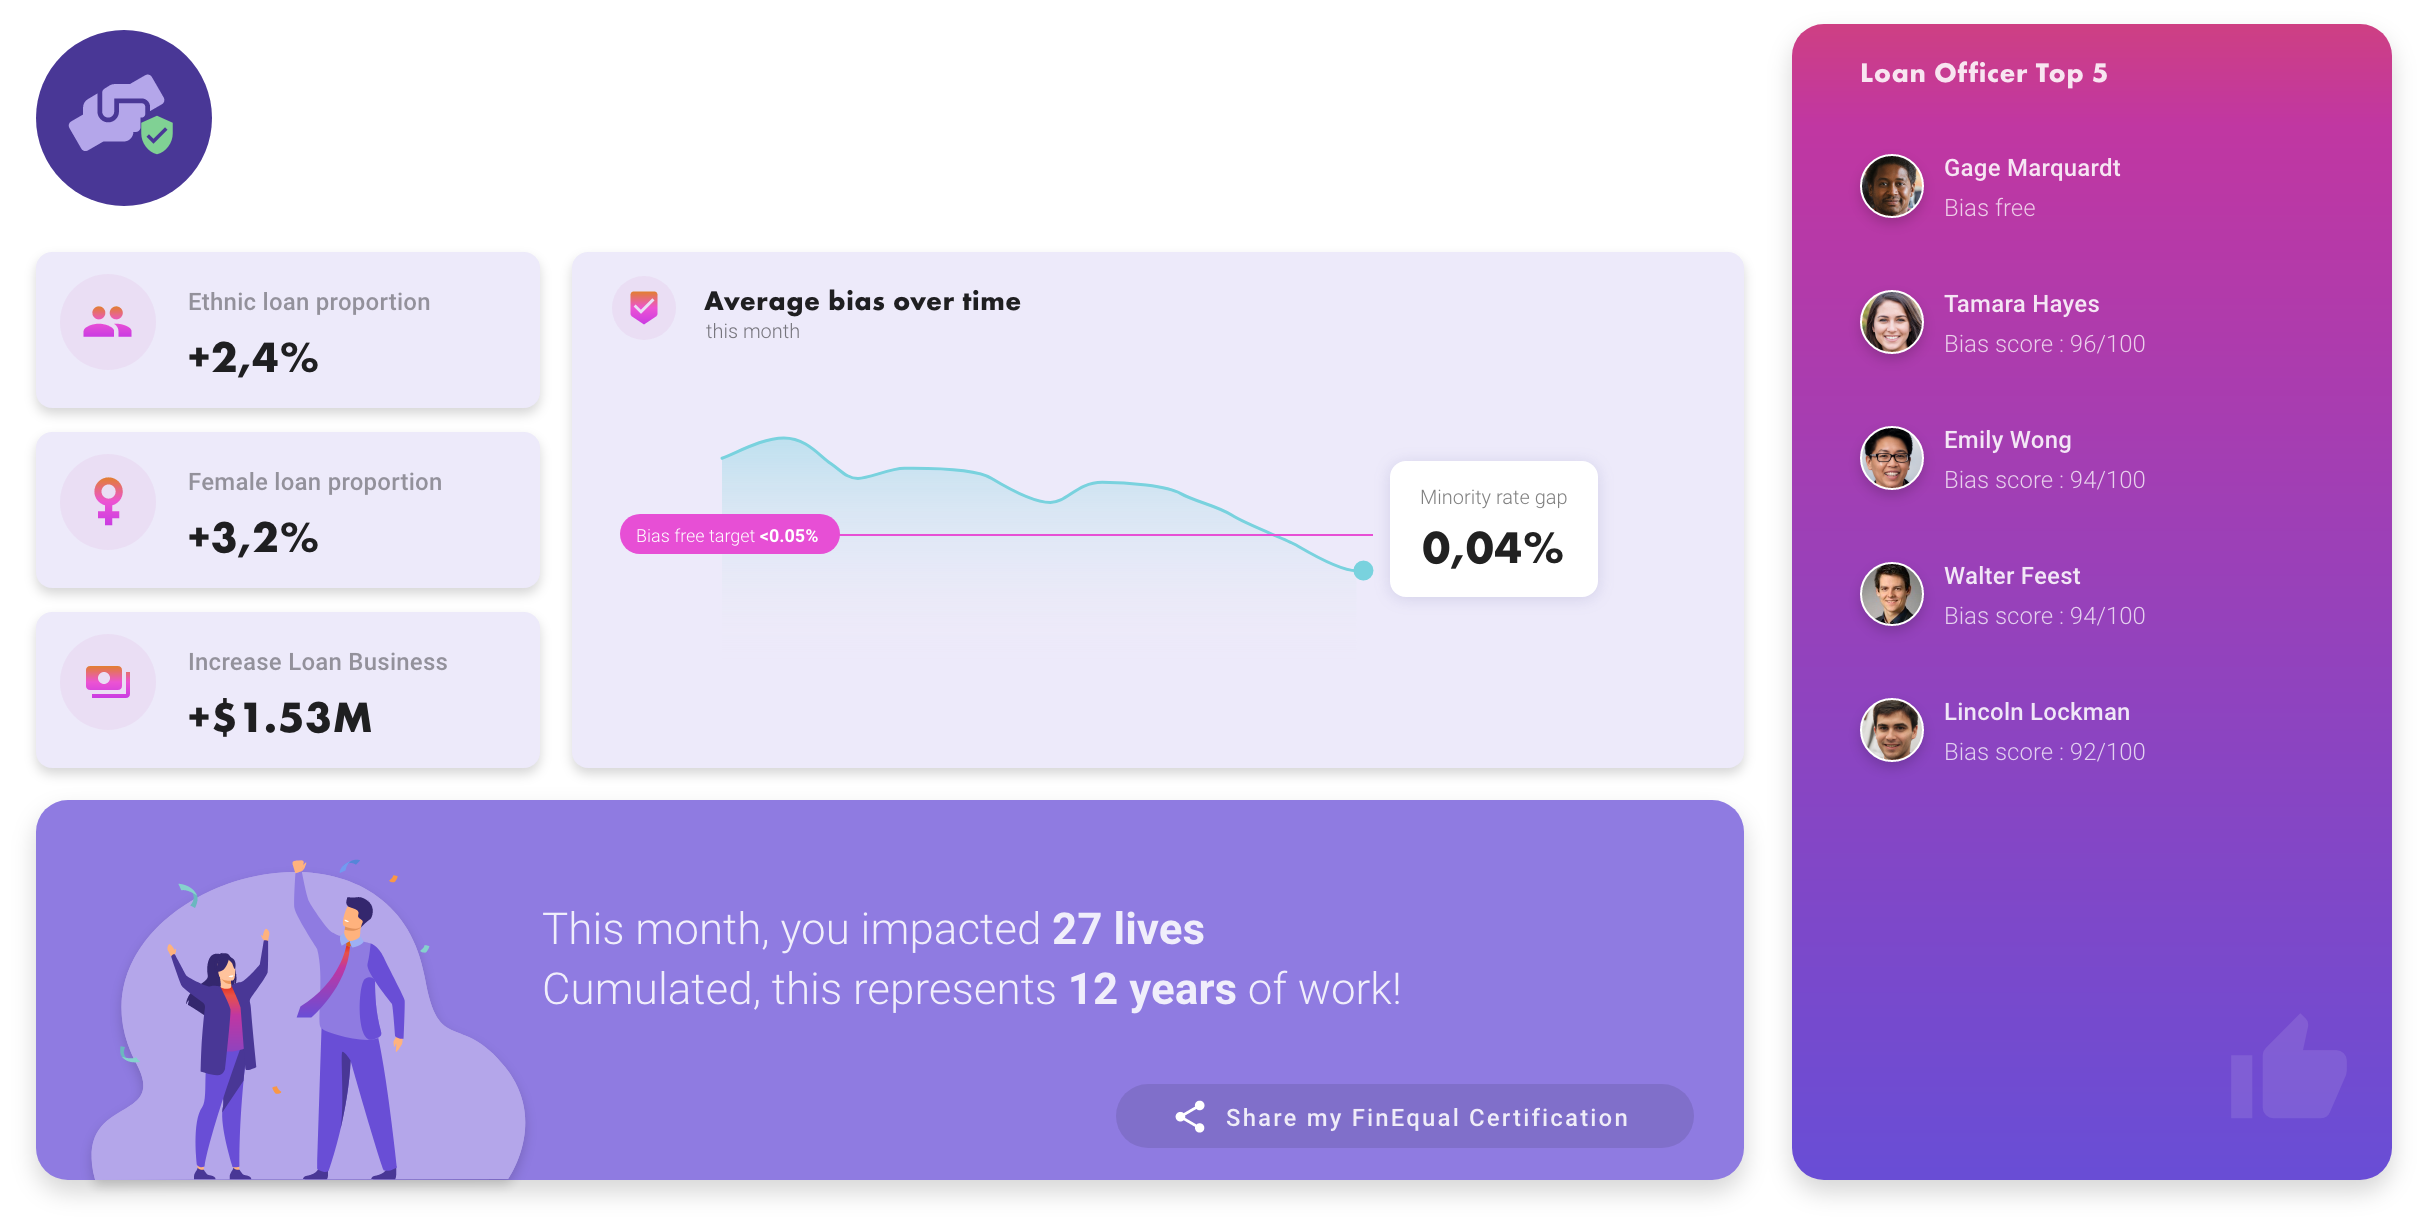 Ethnic loan proportion
+2,4%
Female loan proportion
+3,2%
Increase Loan Business
+$1.53M
Average bias over time
this month
Bias free target <0.05%
Minority rate gap
0,04%
This month, you impacted 27 lives
Cumulated, this represents 12 years of work!
Share my FinEqual Certification
Loan Officer Top 5
Gage Marquardt
Bias free
Tamara Hayes
Bias score : 96/100
Emily Wong
Bias score : 94/100
Walter Feest
Bias score : 94/100
Lincoln Lockman
Bias score : 92/100